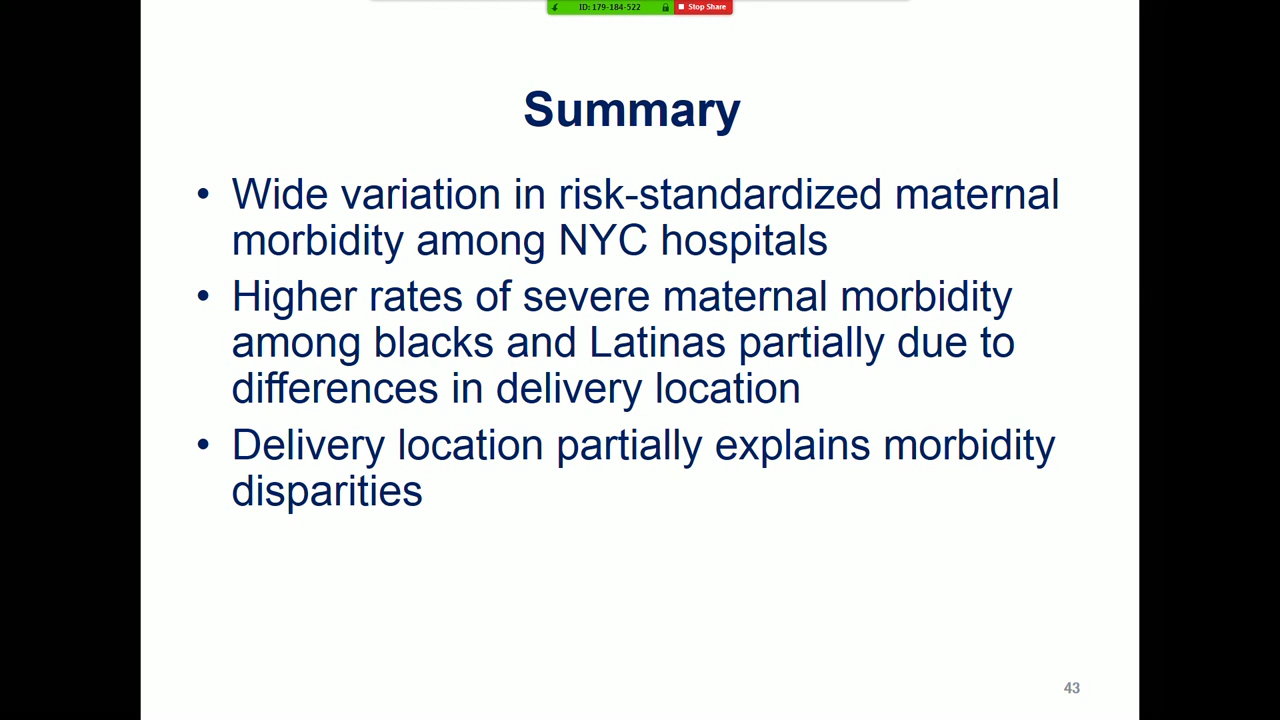 ID: 179-184-522 Stop Share
Summary
• Wide variation in risk-standardized maternal
morbidity among NYC hospitals
• Higher rates of severe maternal morbidity
among blacks and Latinas partially due to
differences in delivery location
• Delivery location partially explains morbidity
disparities
43